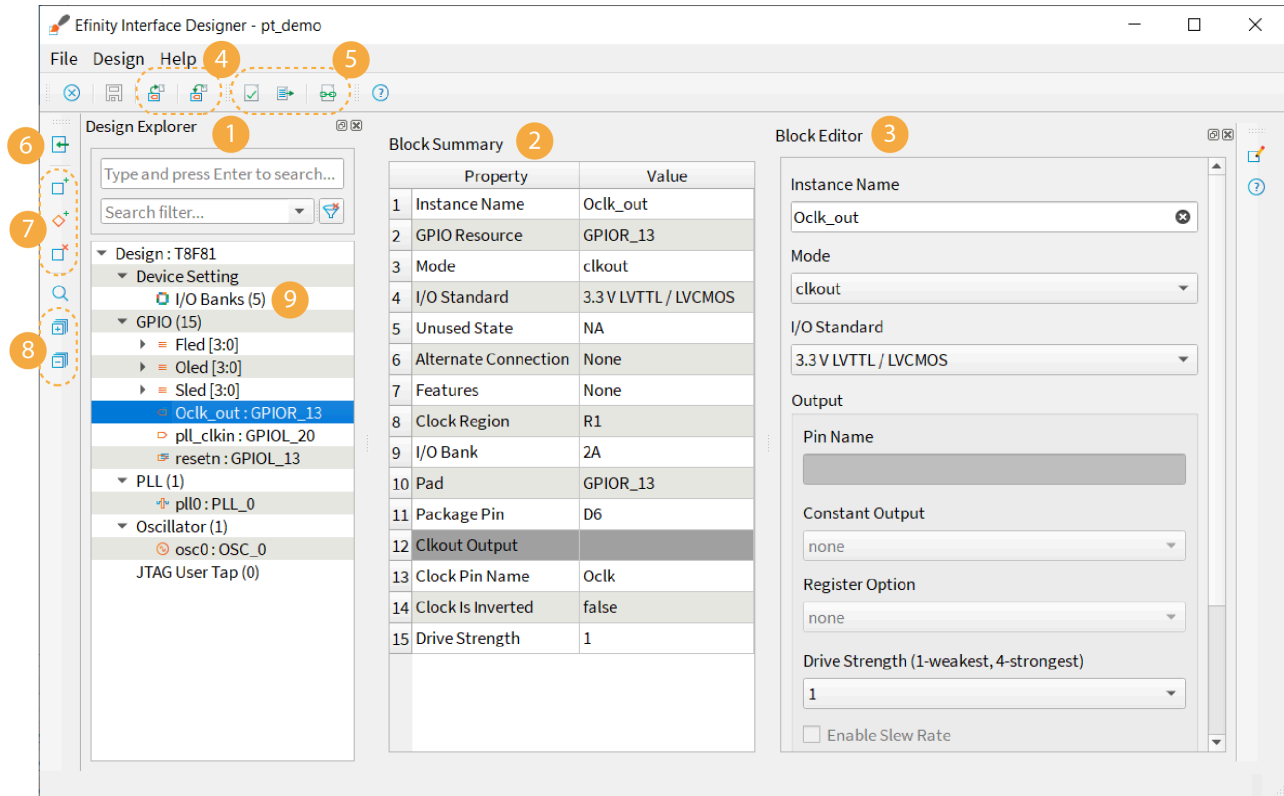 Efinity Interface Designer - pt_demo
File Design Help
4
5
6
7
8
Design Explorer
1
Type and press Enter to search...
Search filter...
Design : T8F81
Device Setting
I/O Banks (5)
9
GPIO (15)
Fled [3:0]
Oled [3:0]
Sled [3:0]
Oclk_out : GPIOR_13
pll_clkin : GPIOL_20
resetn : GPIOL_13
PLL (1)
pll0 : PLL_0
Oscillator (1)
osc0 : OSC_0
JTAG User Tap (0)
Block Summary
2
Property Value
1 Instance Name Oclk_out
2 GPIO Resource GPIOR_13
3 Mode clkout
4 I/O Standard 3.3 V LVTTL / LVCMOS
5 Unused State NA
6 Alternate Connection None
7 Features None
8 Clock Region R1
9 I/O Bank 2A
10 Pad GPIOR_13
11 Package Pin D6
12 Clkout Output
13 Clock Pin Name Oclk
14 Clock Is Inverted false
15 Drive Strength 1
Block Editor
3
Instance Name
Oclk_out
Mode
clkout
I/O Standard
3.3 V LVTTL / LVCMOS
Output
Pin Name
Constant Output
none
Register Option
none
Drive Strength (1-weakest, 4-strongest)
1
Enable Slew Rate